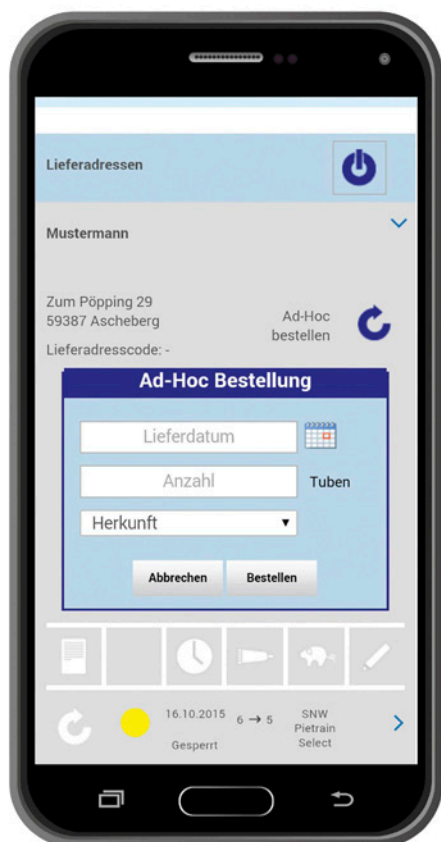 Lieferadressen
Mustermann
Zum Pöpping 29
59387 Ascheberg
Ad-Hoc
bestellen
Lieferadresscode: -
Ad-Hoc Bestellung
Lieferdatum
Anzahl
Tuben
Herkunft
Abbrechen Bestellen
16.10.2015 6 → 5 SNW
Pietrain
Gesperrt Select